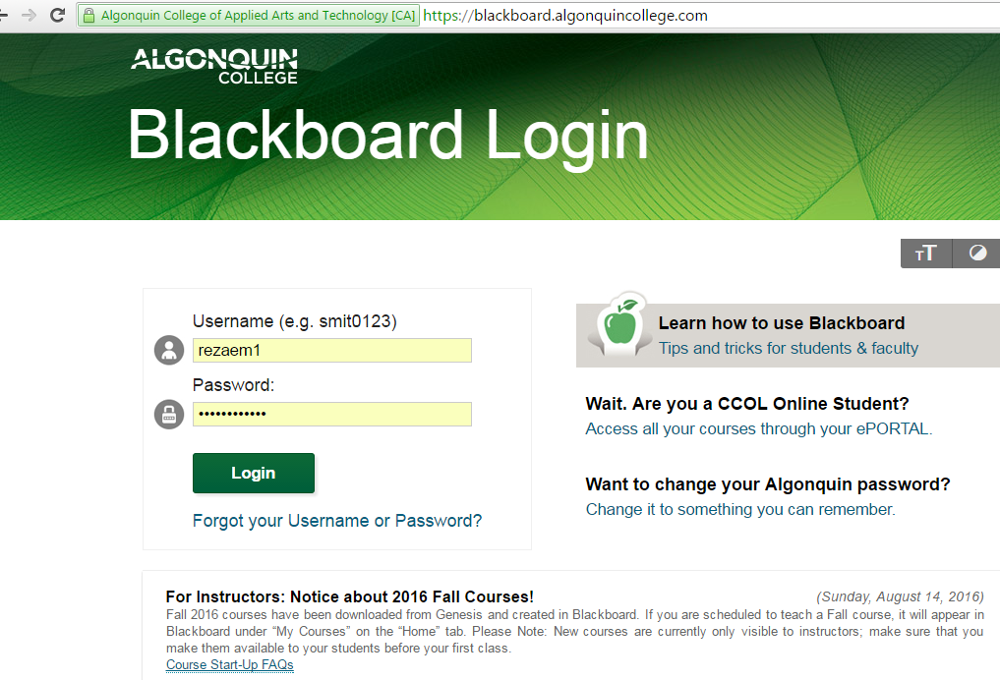 Algonquin College of Applied Arts and Technology [CA] https://blackboard.algonquincollege.com
ALGONQUIN
COLLEGE
Blackboard Login
TT
Username (e.g. smit0123)
rezaem1
Password:
••••••••••••
Login
Forgot your Username or Password?
Learn how to use Blackboard
Tips and tricks for students & faculty
Wait. Are you a CCOL Online Student?
Access all your courses through your ePORTAL.
Want to change your Algonquin password?
Change it to something you can remember.
For Instructors: Notice about 2016 Fall Courses! (Sunday, August 14, 2016)
Fall 2016 courses have been downloaded from Genesis and created in Blackboard. If you are scheduled to teach a Fall course, it will appear in
Blackboard under “My Courses” on the “Home” tab. Please Note: New courses are currently only visible to instructors; make sure that you
make them available to your students before your first class.
Course Start-Up FAQs